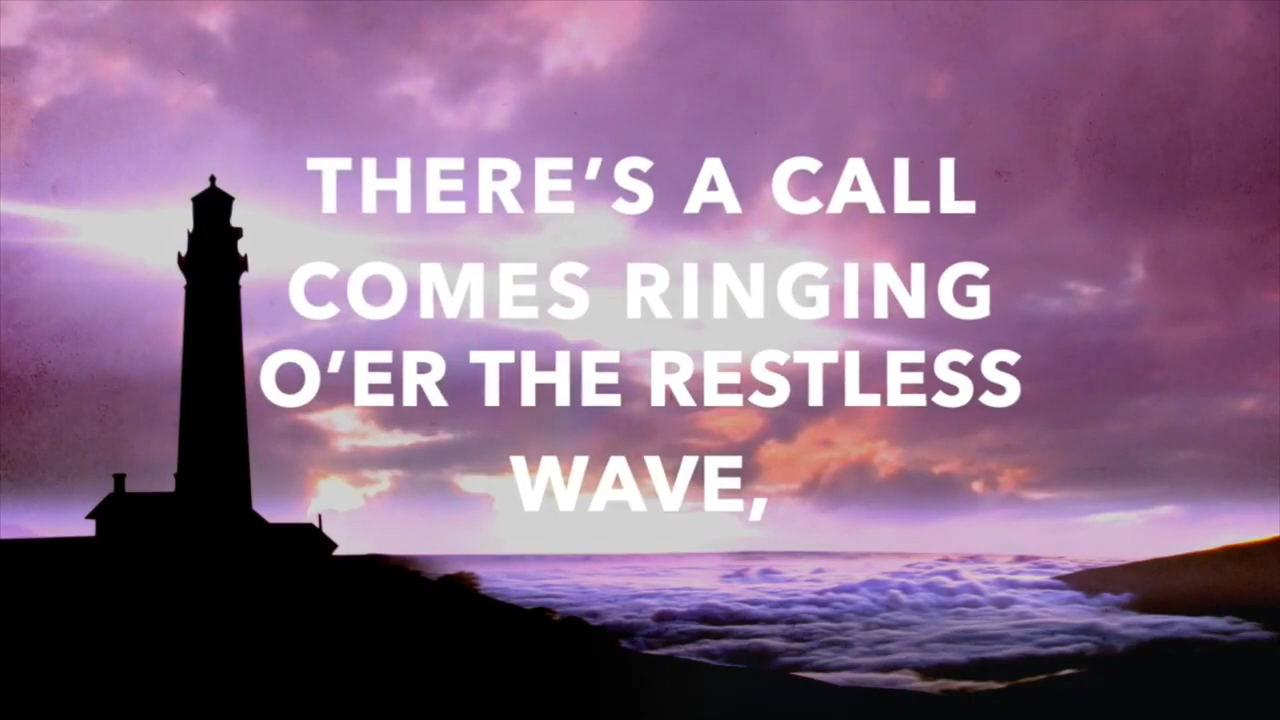 THERE’S A CALL
COMES RINGING
O’ER THE RESTLESS
WAVE,